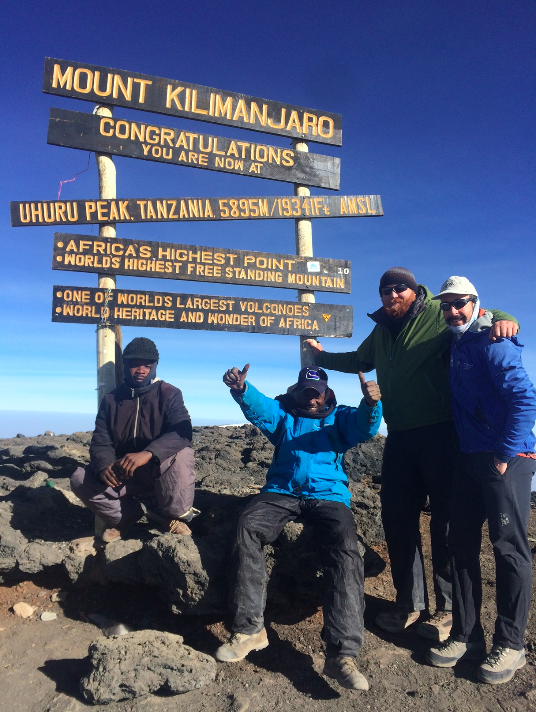 MOUNT KILIMANJARO
CONGRATULATIONS
YOU ARE NOW AT
UHURU PEAK, TANZANIA, 5895M/19341Ft AMSL
• AFRICA'S HIGHEST POINT
• WORLD'S HIGHEST FREE STANDING MOUNTAIN
10
• ONE OF WORLD'S LARGEST VOLCANOES
• WORLD HERITAGE AND WONDER OF AFRICA